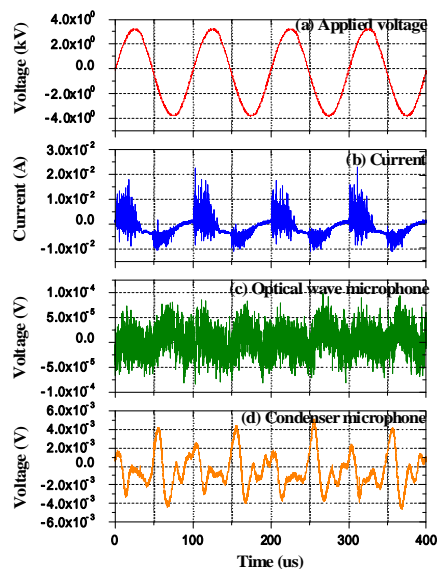 (a) Applied voltage
Voltage (kV)
4.0x10⁰
2.0x10⁰
0.0
-2.0x10⁰
-4.0x10⁰
(b) Current
Current (A)
3.0x10⁻²
2.0x10⁻²
1.0x10⁻²
0.0
-1.0x10⁻²
(c) Optical wave microphone
Voltage (V)
1.0x10⁻⁴
5.0x10⁻⁵
0.0
-5.0x10⁻⁵
-1.0x10⁻⁴
(d) Condenser microphone
Voltage (V)
6.0x10⁻³
4.0x10⁻³
2.0x10⁻³
0.0
-2.0x10⁻³
-4.0x10⁻³
-6.0x10⁻³
0 100 200 300 400
Time (us)